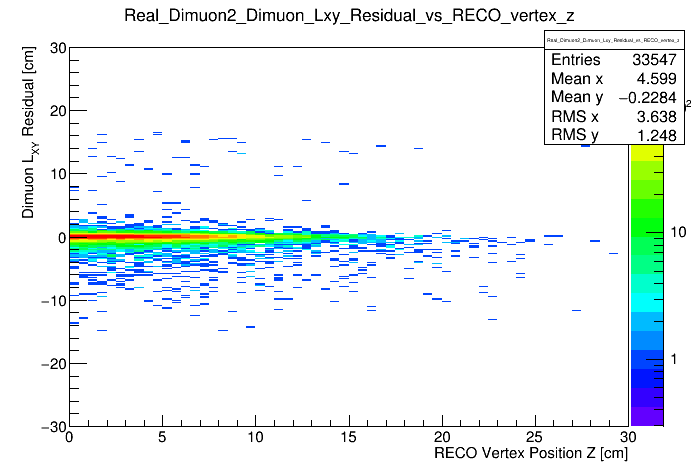 Real_Dimuon2_Dimuon_Lxy_Residual_vs_RECO_vertex_z
Real_Dimuon2_Dimuon_Lxy_Residual_vs_RECO_vertex_z
Entries 33547
Mean x 4.599
Mean y −0.2284
RMS x 3.638
RMS y 1.248
Dimuon LXY Residual [cm]
30
20
10
0
−10
−20
−30
0 5 10 15 20 25 30
RECO Vertex Position Z [cm]
2
10
1